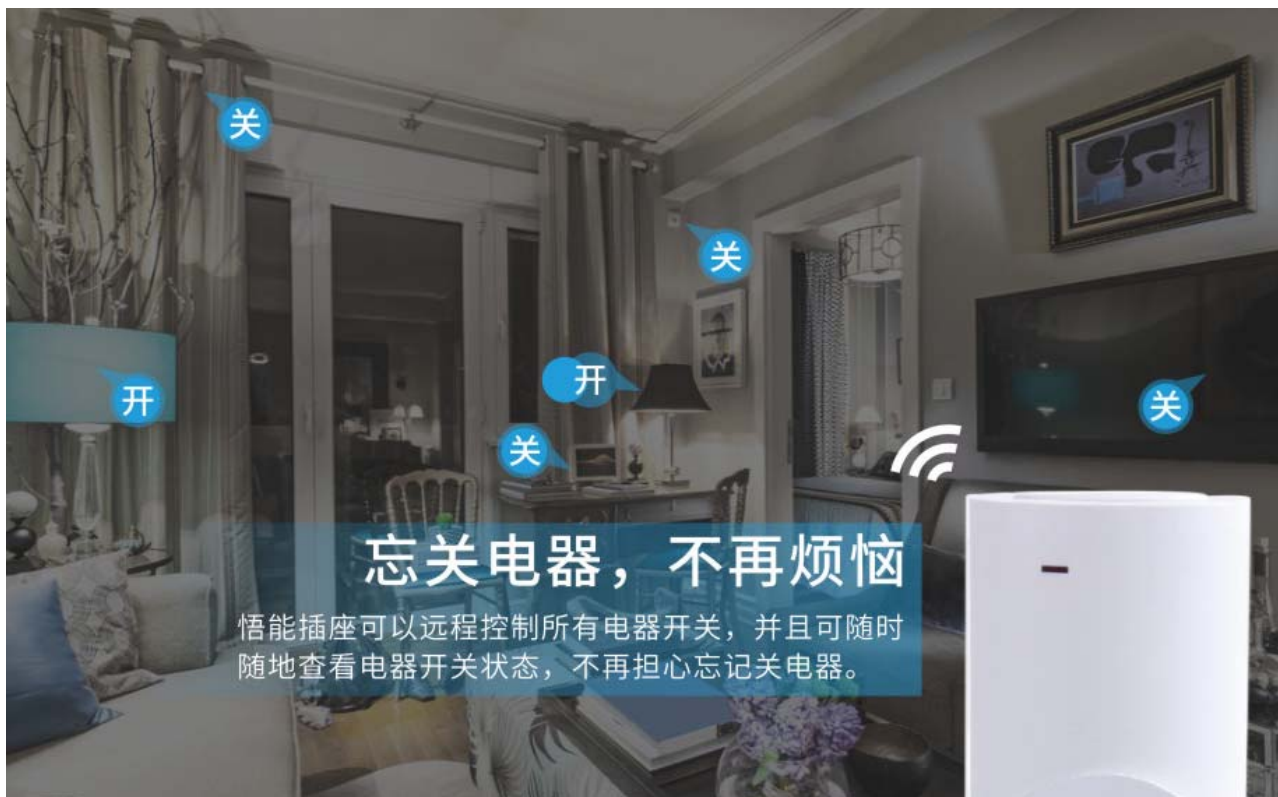 关
关
开
开
关
关
忘关电器，不再烦恼
悟能插座可以远程控制所有电器开关，并且可随时
随地查看电器开关状态，不再担心忘记关电器。